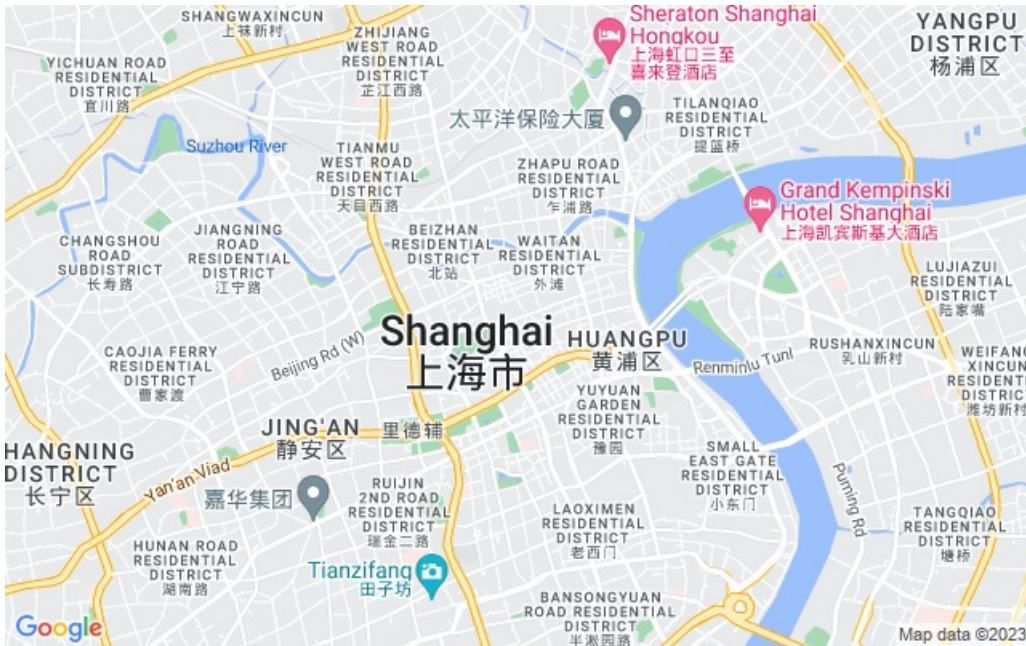 SHANGWAXINCUN
上袜新村
ZHIJIANG
WEST ROAD
RESIDENTIAL
DISTRICT
芷江西路
Sheraton Shanghai
Hongkou
上海虹口三至
喜来登酒店
YANGPU
DISTRICT
杨浦区
YICHUAN ROAD
RESIDENTIAL
DISTRICT
宜川路
太平洋保险大厦
TILANQIAO
RESIDENTIAL
DISTRICT
提篮桥
Suzhou River
TIANMU
WEST ROAD
RESIDENTIAL
DISTRICT
天目西路
ZHAPU ROAD
RESIDENTIAL
DISTRICT
乍浦路
Grand Kempinski
Hotel Shanghai
上海凯宾斯基大酒店
CHANGSHOU
ROAD
SUBDISTRICT
长寿路
JIANGNING
ROAD
RESIDENTIAL
DISTRICT
江宁路
BEIZHAN
RESIDENTIAL
DISTRICT
北站
WAITAN
RESIDENTIAL
DISTRICT
外滩
LUJIAZUI
RESIDENTIAL
DISTRICT
陆家嘴
Shanghai
上海市
HUANGPU
黄浦区
CAOJIA FERRY
RESIDENTIAL
DISTRICT
曹家渡
Beijing Rd (W)
Renminlu Tunl
RUSHANXINCUN
乳山新村
WEIFANG
XINCUN
RESIDENTI
DISTRICT
潍坊新村
YUYUAN
GARDEN
RESIDENTIAL
DISTRICT
豫园
JING'AN
静安区
里德辅
HANGNING
DISTRICT
长宁区
Yan'an Viad
SMALL
EAST GATE
RESIDENTIAL
DISTRICT
小东门
嘉华集团
RUIJIN
2ND ROAD
RESIDENTIAL
DISTRICT
瑞金二路
LAOXIMEN
RESIDENTIAL
DISTRICT
老西门
Puming Rd
TANGQIAO
RESIDENTIAL
DISTRICT
塘桥
HUNAN ROAD
RESIDENTIAL
DISTRICT
湖南路
Tianzifang
田子坊
BANSONGYUAN
ROAD RESIDENTIAL
DISTRICT
半淞园路
Google
Map data ©2023